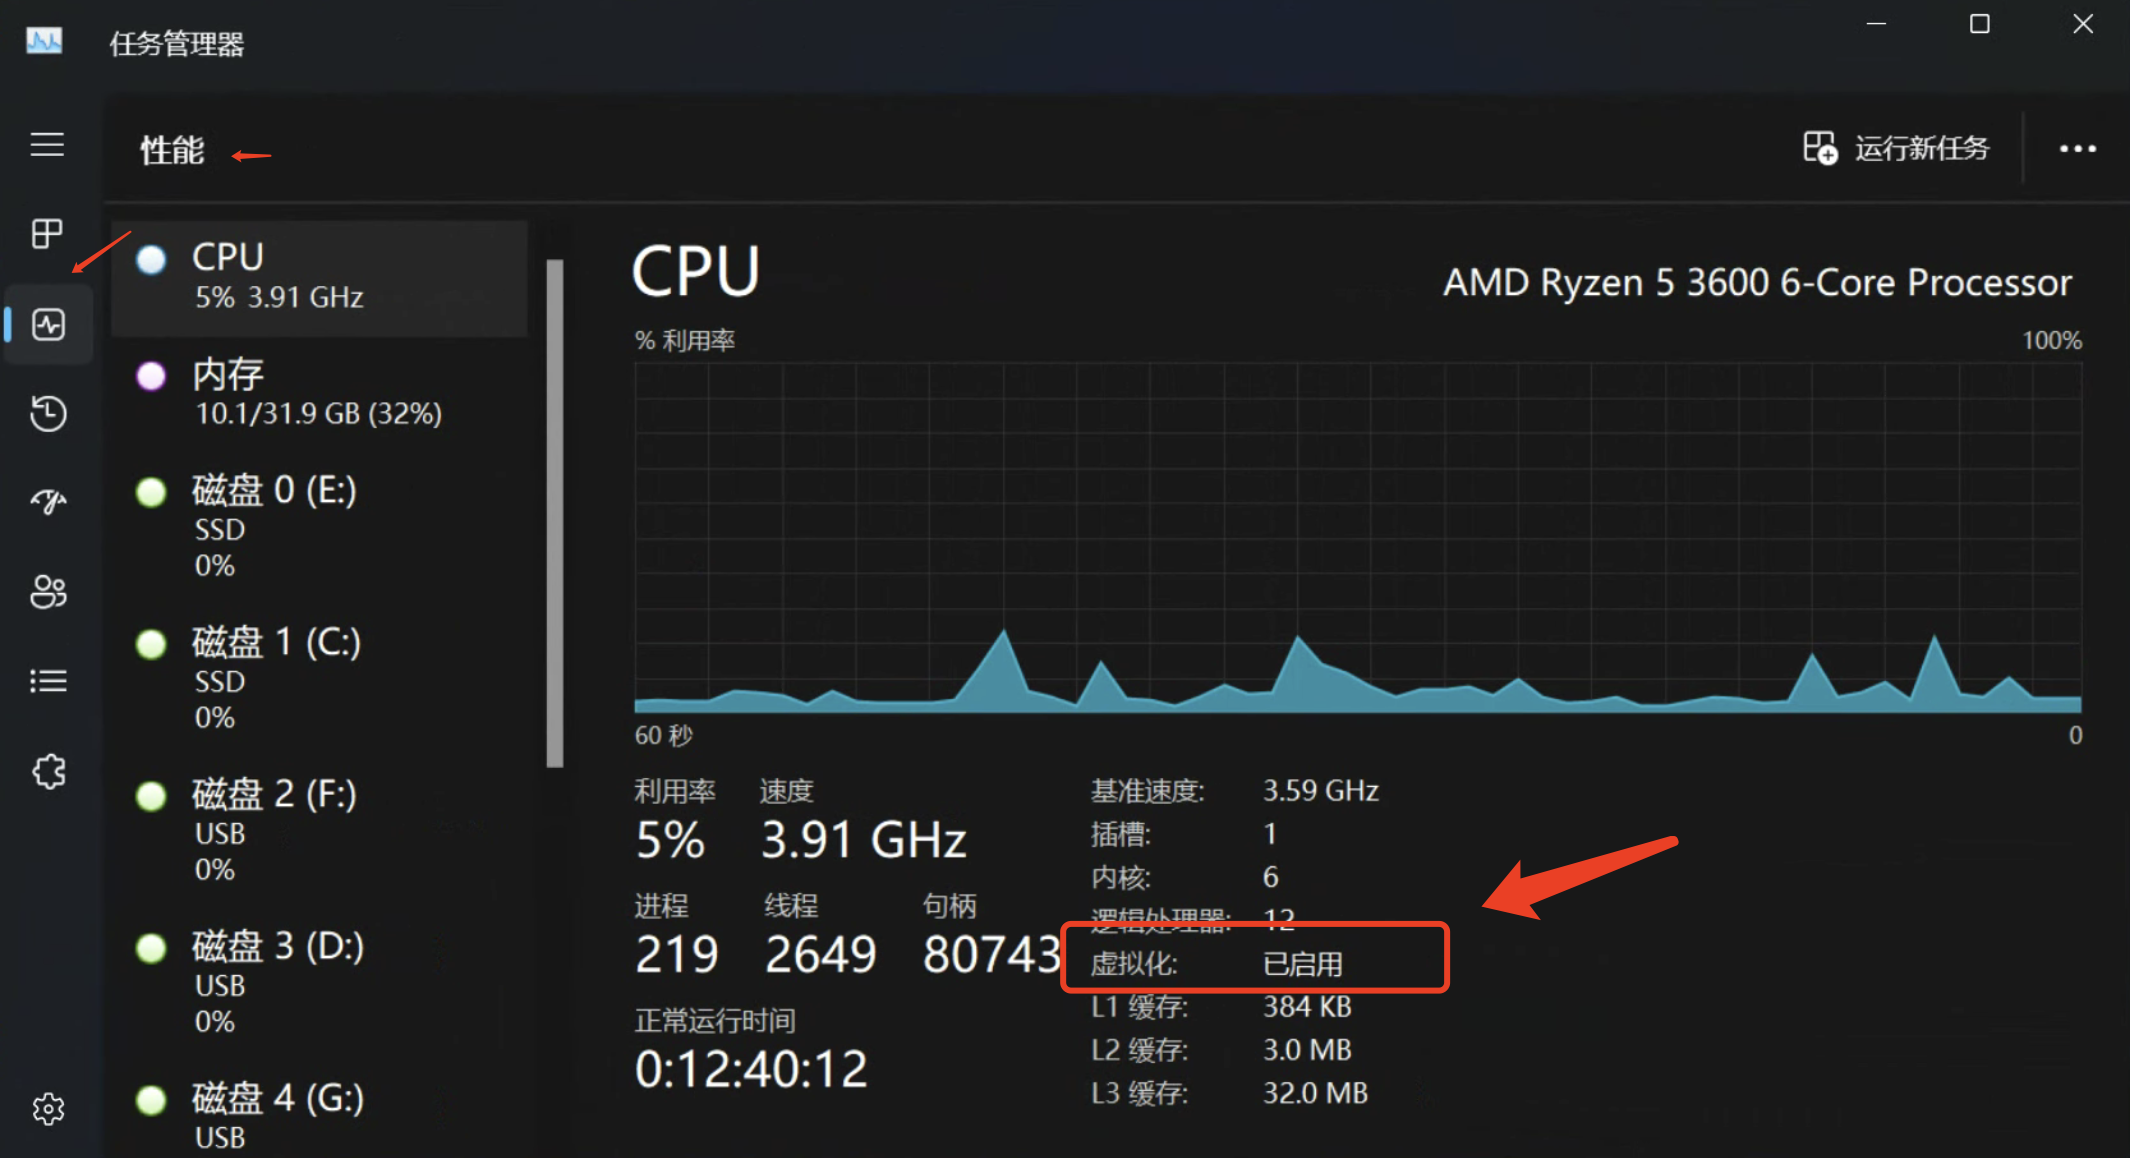 任务管理器
性能
运行新任务
CPU
5% 3.91 GHz
内存
10.1/31.9 GB (32%)
磁盘 0 (E:)
SSD
0%
磁盘 1 (C:)
SSD
0%
磁盘 2 (F:)
USB
0%
磁盘 3 (D:)
USB
0%
磁盘 4 (G:)
USB
CPU
AMD Ryzen 5 3600 6-Core Processor
% 利用率
100%
60 秒
0
利用率
速度
5%
3.91 GHz
进程
线程
句柄
219
2649
80743
正常运行时间
0:12:40:12
基准速度: 3.59 GHz
插槽: 1
内核: 6
逻辑处理器: 12
虚拟化: 已启用
L1 缓存: 384 KB
L2 缓存: 3.0 MB
L3 缓存: 32.0 MB